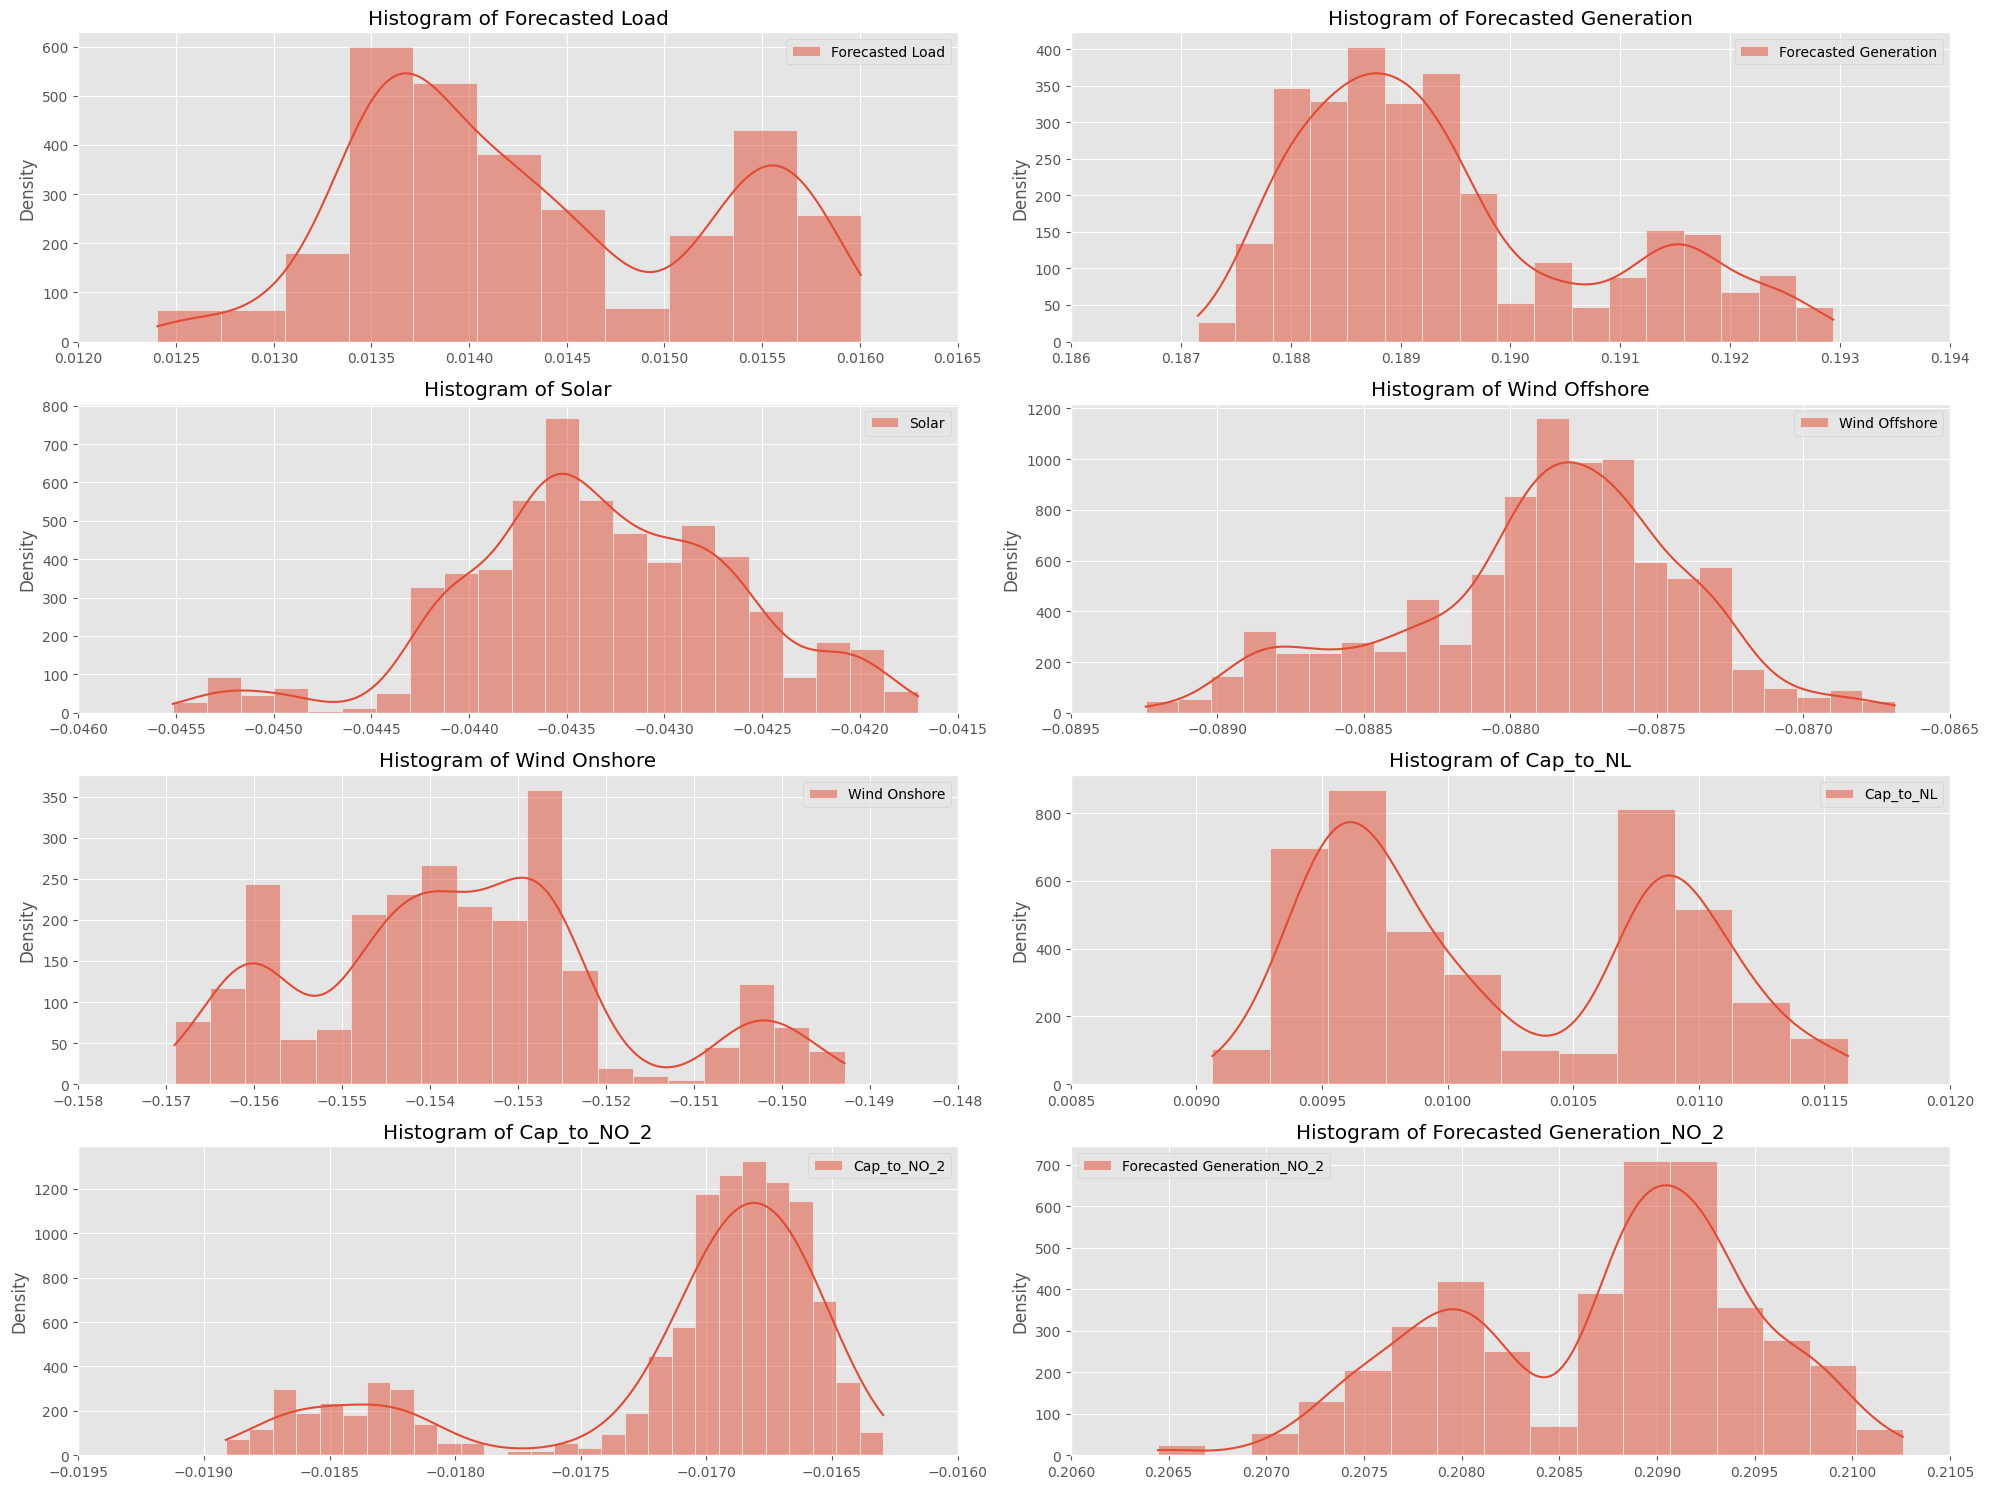 Histogram of Forecasted Load
Forecasted Load
Density
600
500
400
300
200
100
0
0.0120 0.0125 0.0130 0.0135 0.0140 0.0145 0.0150 0.0155 0.0160 0.0165
Histogram of Forecasted Generation
Forecasted Generation
Density
400
350
300
250
200
150
100
50
0
0.186 0.187 0.188 0.189 0.190 0.191 0.192 0.193 0.194
Histogram of Solar
Solar
Density
800
700
600
500
400
300
200
100
0
−0.0460 −0.0455 −0.0450 −0.0445 −0.0440 −0.0435 −0.0430 −0.0425 −0.0420 −0.0415
Histogram of Wind Offshore
Wind Offshore
Density
1200
1000
800
600
400
200
0
−0.0895 −0.0890 −0.0885 −0.0880 −0.0875 −0.0870 −0.0865
Histogram of Wind Onshore
Wind Onshore
Density
350
300
250
200
150
100
50
0
−0.158 −0.157 −0.156 −0.155 −0.154 −0.153 −0.152 −0.151 −0.150 −0.149 −0.148
Histogram of Cap_to_NL
Cap_to_NL
Density
800
600
400
200
0
0.0085 0.0090 0.0095 0.0100 0.0105 0.0110 0.0115 0.0120
Histogram of Cap_to_NO_2
Cap_to_NO_2
Density
1200
1000
800
600
400
200
0
−0.0195 −0.0190 −0.0185 −0.0180 −0.0175 −0.0170 −0.0165 −0.0160
Histogram of Forecasted Generation_NO_2
Forecasted Generation_NO_2
Density
700
600
500
400
300
200
100
0
0.2060 0.2065 0.2070 0.2075 0.2080 0.2085 0.2090 0.2095 0.2100 0.2105